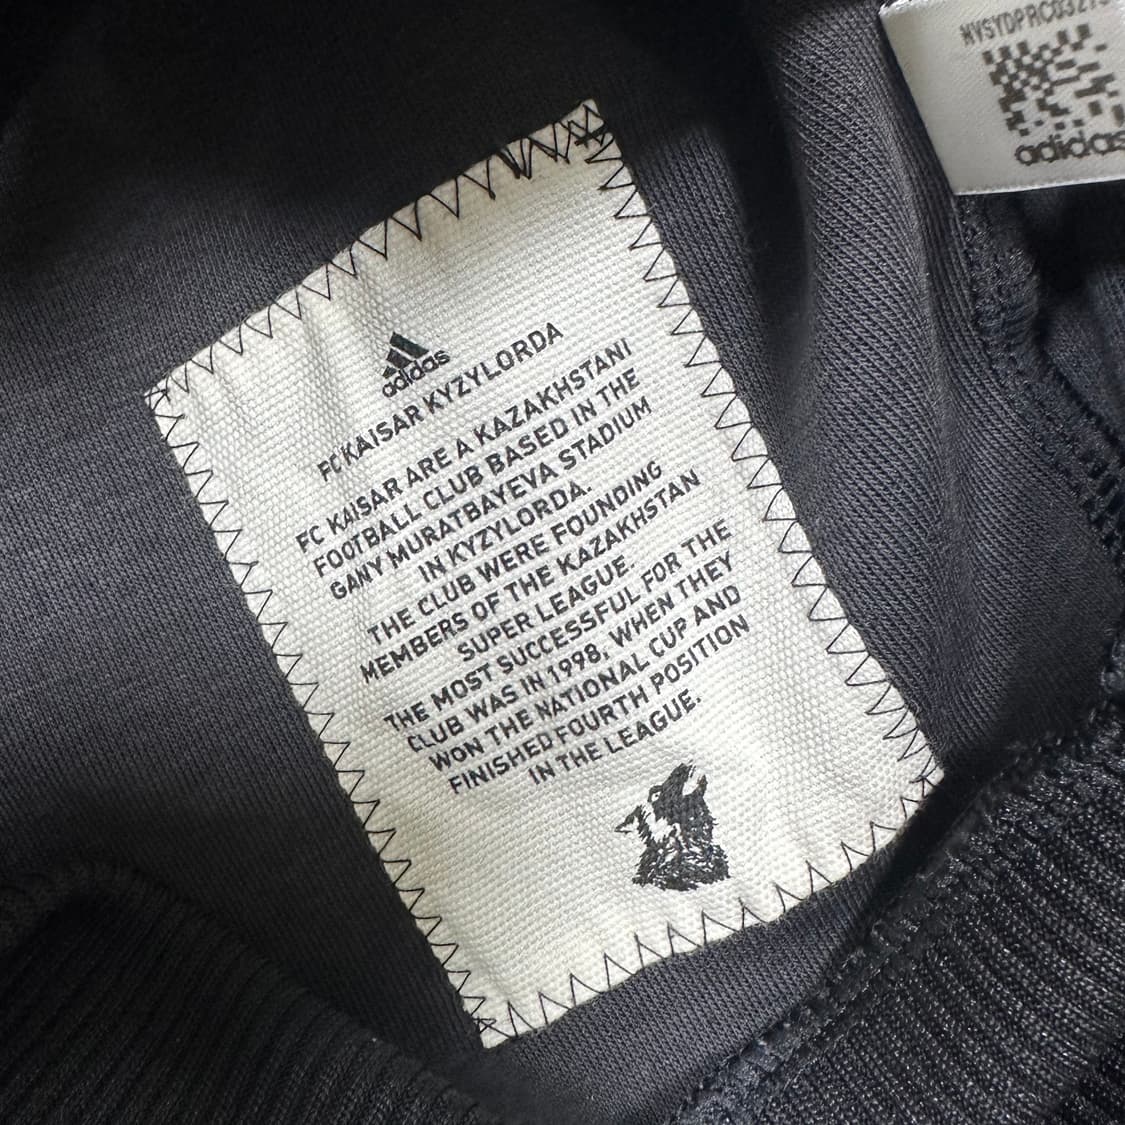 adidas
adidas
FC KAISAR KYZYLORDA
FC KAISAR ARE A KAZAKHSTANI
FOOTBALL CLUB BASED IN THE
GANY MURATBAYEVA STADIUM
IN KYZYLORDA.
THE CLUB WERE FOUNDING
MEMBERS OF THE KAZAKHSTAN
SUPER LEAGUE.
THE MOST SUCCESSFUL FOR THE
CLUB WAS IN 1998, WHEN THEY
WON THE NATIONAL CUP AND
FINISHED FOURTH POSITION
IN THE LEAGUE.